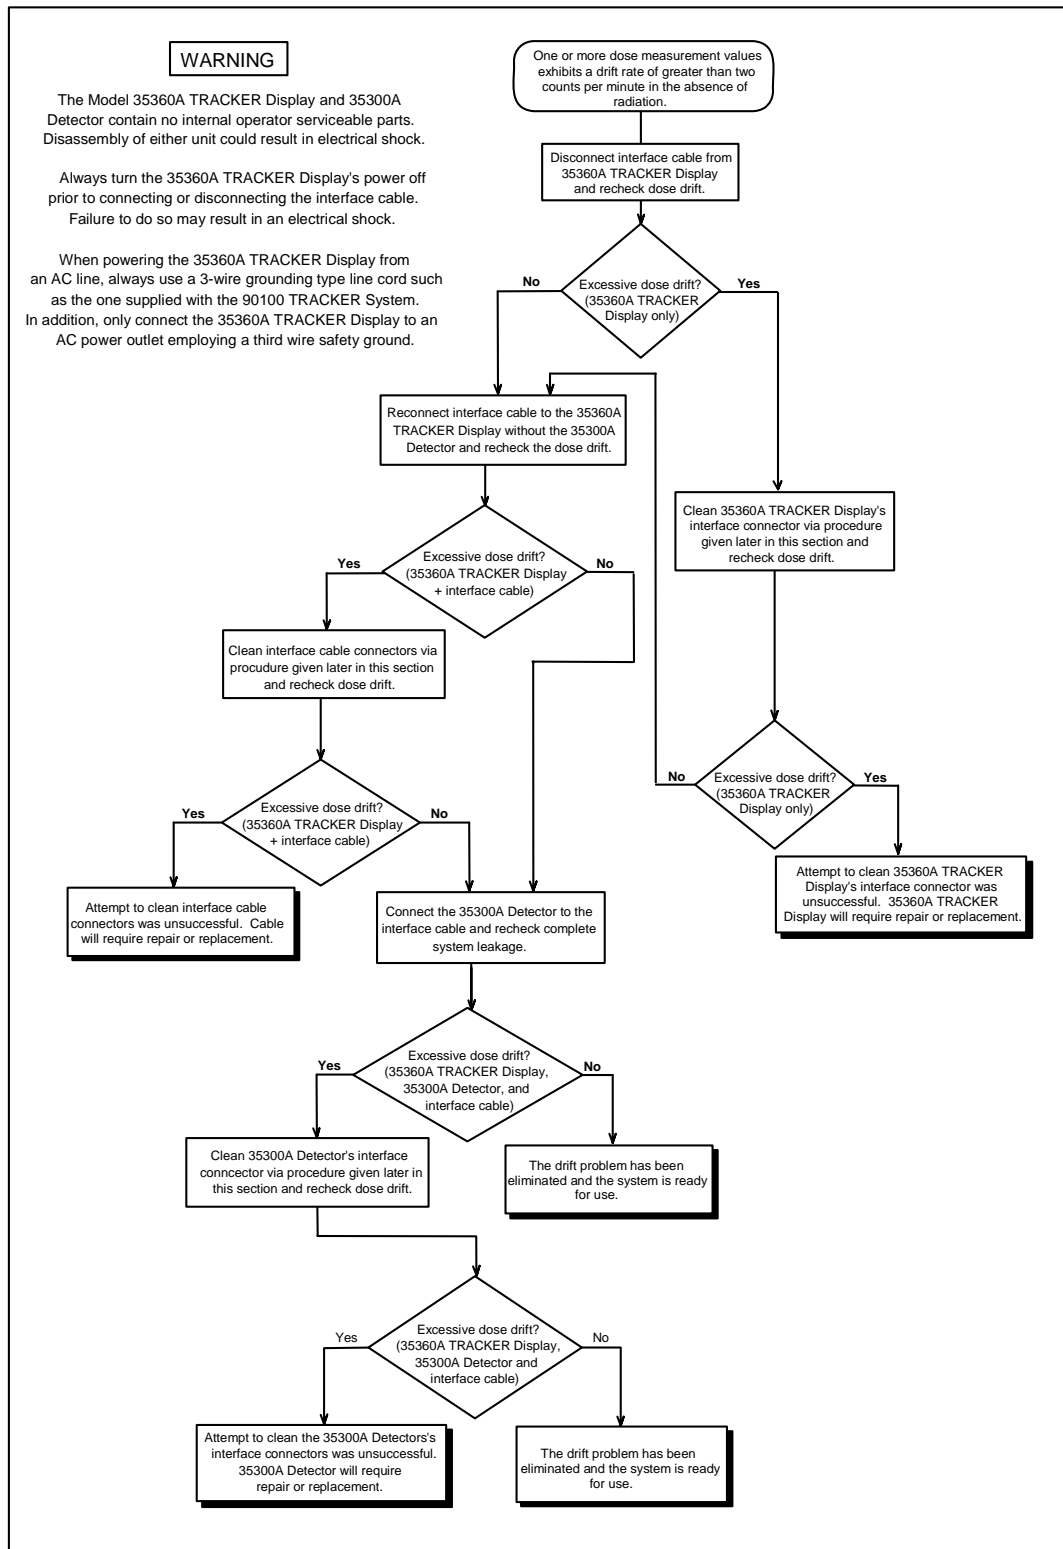 WARNING
The Model 35360A TRACKER Display and 35300A
Detector contain no internal operator serviceable parts.
Disassembly of either unit could result in electrical shock.
Always turn the 35360A TRACKER Display's power off
prior to connecting or disconnecting the interface cable.
Failure to do so may result in an electrical shock.
When powering the 35360A TRACKER Display from
an AC line, always use a 3-wire grounding type line cord such
as the one supplied with the 90100 TRACKER System.
In addition, only connect the 35360A TRACKER Display to an
AC power outlet employing a third wire safety ground.
One or more dose measurement values
exhibits a drift rate of greater than two
counts per minute in the absence of
radiation.
Disconnect interface cable from
35360A TRACKER Display
and recheck dose drift.
No
Excessive dose drift?
(35360A TRACKER
Display only)
Yes
Reconnect interface cable to the 35360A
TRACKER Display without the 35300A
Detector and recheck the dose drift.
Clean 35360A TRACKER Display's
interface connector via procedure
given later in this section and
recheck dose drift.
Yes
Excessive dose drift?
(35360A TRACKER Display
+ interface cable)
No
Clean interface cable connectors via
procudure given later in this section
and recheck dose drift.
No
Excessive dose drift?
(35360A TRACKER
Display only)
Yes
Yes
Excessive dose drift?
(35360A TRACKER Display
+ interface cable)
No
Attempt to clean 35360A TRACKER
Display's interface connector was
unsuccessful. 35360A TRACKER
Display will require repair or replacement.
Attempt to clean interface cable
connectors was unsuccessful. Cable
will require repair or replacement.
Connect the 35300A Detector to the
interface cable and recheck complete
system leakage.
Yes
Excessive dose drift?
(35360A TRACKER Display,
35300A Detector, and
interface cable)
No
Clean 35300A Detector's interface
conncector via procedure given later in
this section and recheck dose drift.
The drift problem has been
eliminated and the system is ready
for use.
Yes
Excessive dose drift?
(35360A TRACKER Display,
35300A Detector and
interface cable)
No
Attempt to clean the 35300A Detectors's
interface connectors was unsuccessful.
35300A Detector will require
repair or replacement.
The drift problem has been
eliminated and the system is ready
for use.